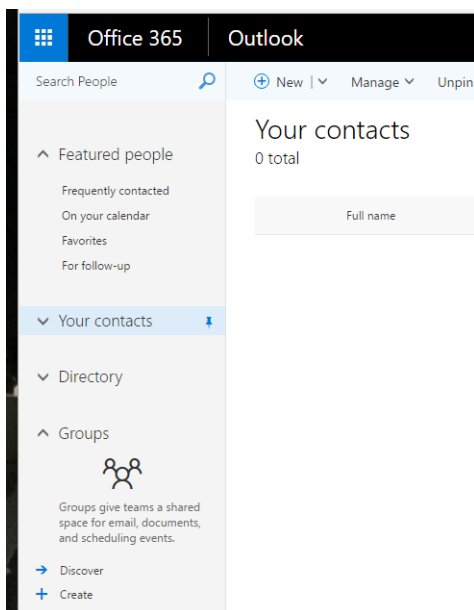 Office 365
Outlook
Search People
New
Manage
Unpin
Your contacts
0 total
Full name
Featured people
Frequently contacted
On your calendar
Favorites
For follow-up
Your contacts
Directory
Groups
Groups give teams a shared
space for email, documents,
and scheduling events.
Discover
Create